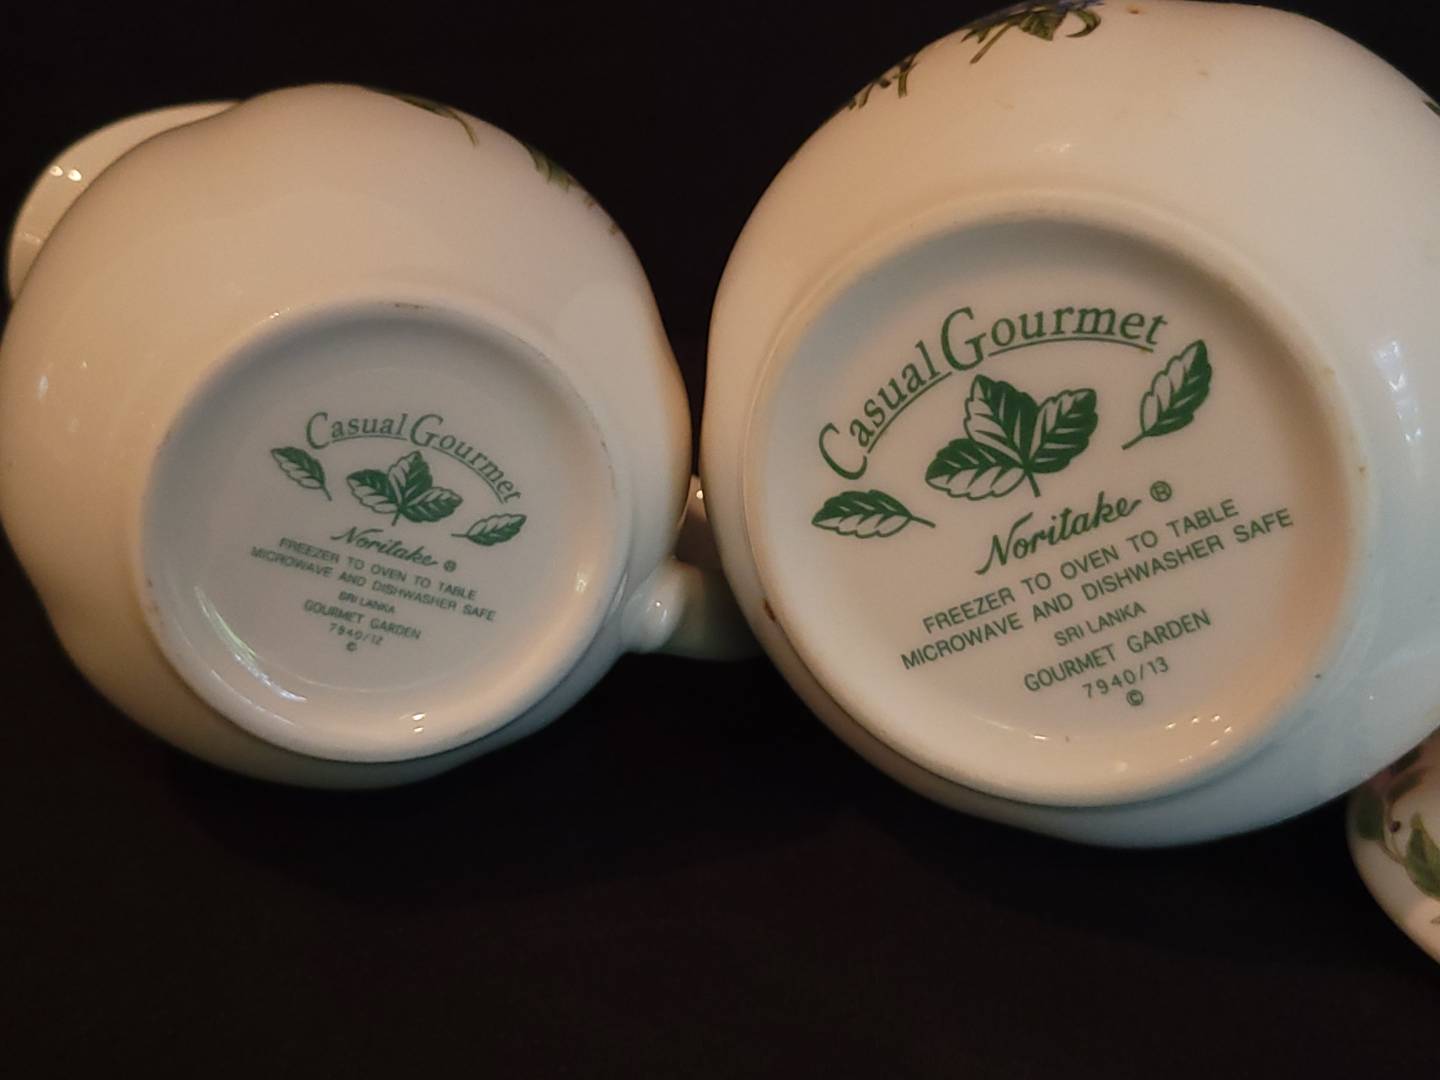 Casual Gourmet
Noritake ®
FREEZER TO OVEN TO TABLE
MICROWAVE AND DISHWASHER SAFE
SRI LANKA
GOURMET GARDEN
7940/12
©
Casual Gourmet
Noritake ®
FREEZER TO OVEN TO TABLE
MICROWAVE AND DISHWASHER SAFE
SRI LANKA
GOURMET GARDEN
7940/13
©